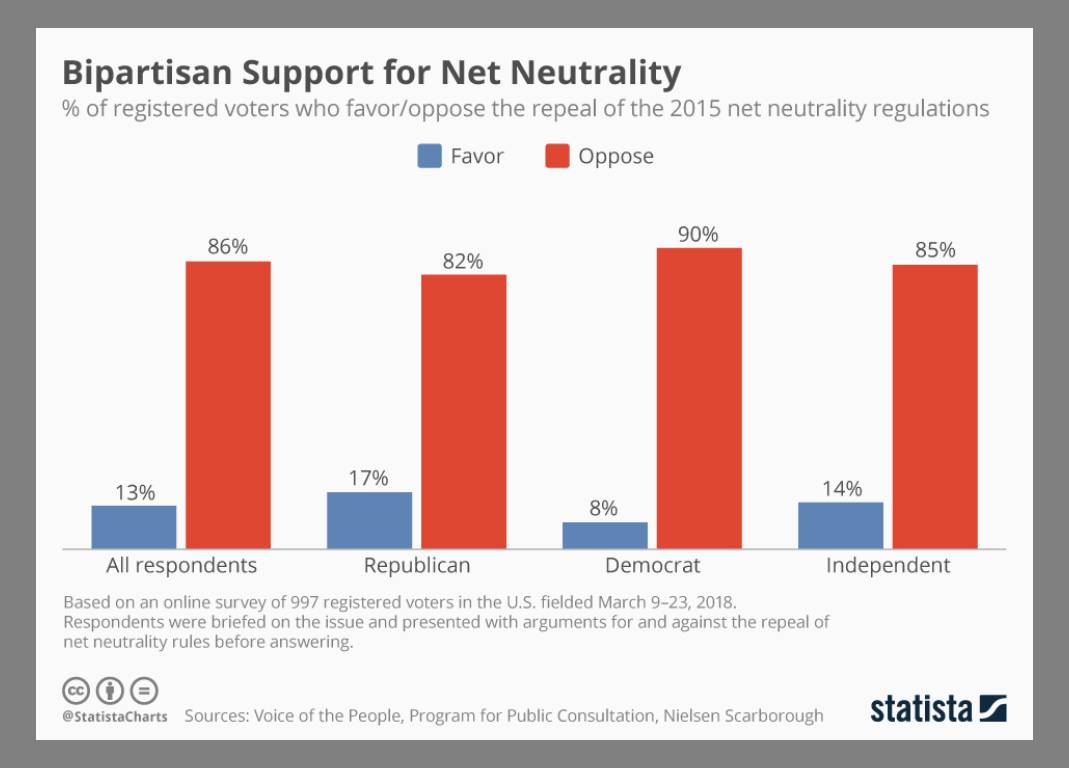 Bipartisan Support for Net Neutrality
% of registered voters who favor/oppose the repeal of the 2015 net neutrality regulations
Favor Oppose
86% 82% 90% 85%
13% 17% 8% 14%
All respondents Republican Democrat Independent
Based on an online survey of 997 registered voters in the U.S. fielded March 9–23, 2018.
Respondents were briefed on the issue and presented with arguments for and against the repeal of
net neutrality rules before answering.
cc
@StatistaCharts Sources: Voice of the People, Program for Public Consultation, Nielsen Scarborough
statista